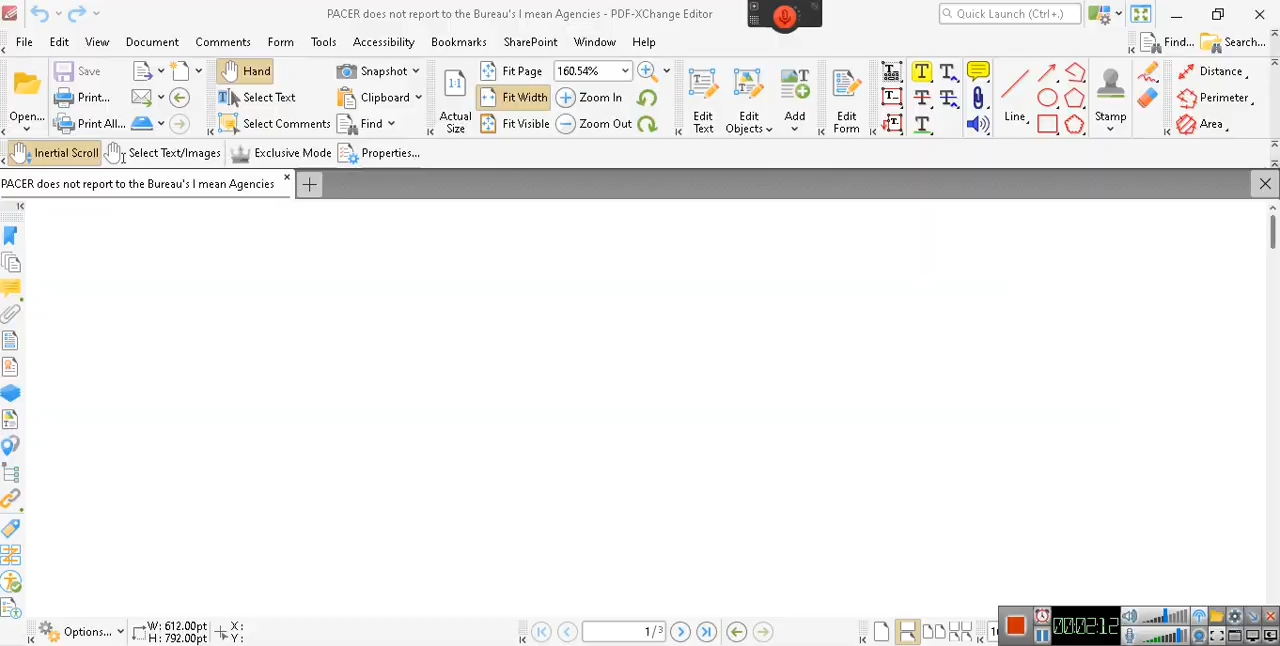 PACER does not report to the Bureau's I mean Agencies - PDF-XChange Editor
Quick Launch (Ctrl+.)
File Edit View Document Comments Form Tools Accessibility Bookmarks SharePoint Window Help Find... Search...
Save Hand Snapshot Fit Page 160.54% Distance
Print... Select Text Clipboard Fit Width Zoom In Perimeter
Open... Print All... Select Comments Find Actual Size Fit Visible Zoom Out Edit Text Edit Objects Add Edit Form Line Stamp Area
Inertial Scroll Select Text/Images Exclusive Mode Properties...
PACER does not report to the Bureau's I mean Agencies
Options... W: 612.00pt X: 1/3
H: 792.00pt Y:
00:02:12